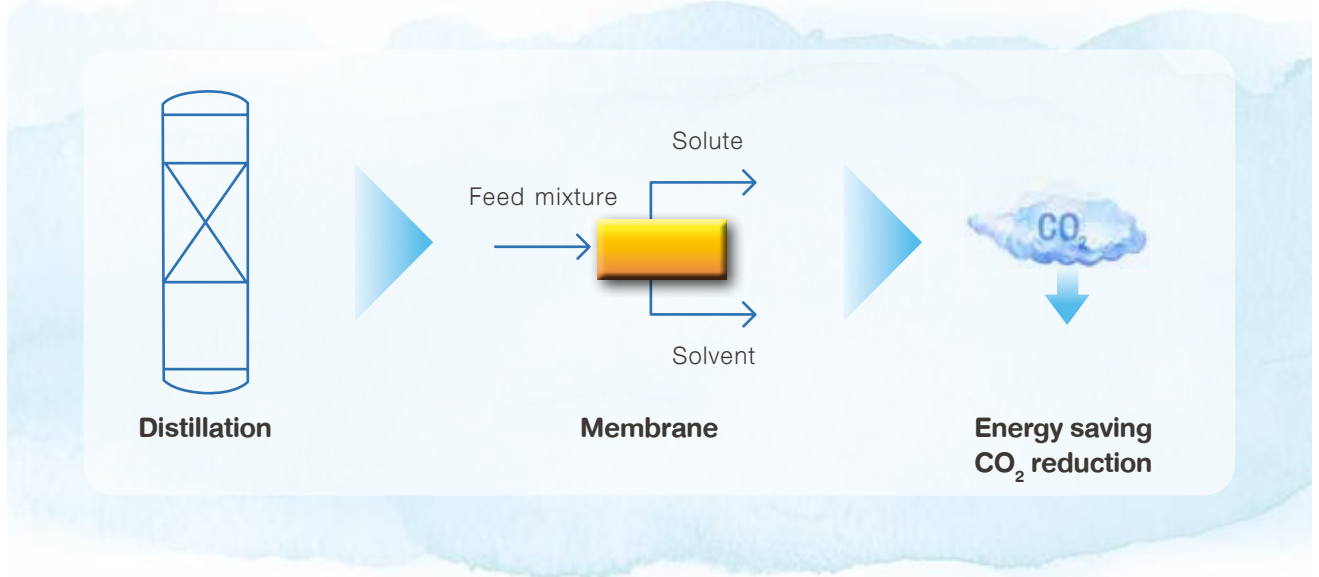 Solute
Feed mixture
CO₂
Solvent
Distillation
Membrane
Energy saving
CO₂ reduction